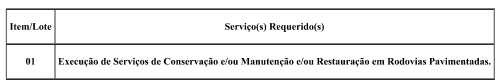 Item/Lote Serviço(s) Requerido(s)
01 Execução de Serviços de Conservação e/ou Manutenção e/ou Restauração em Rodovias Pavimentadas.